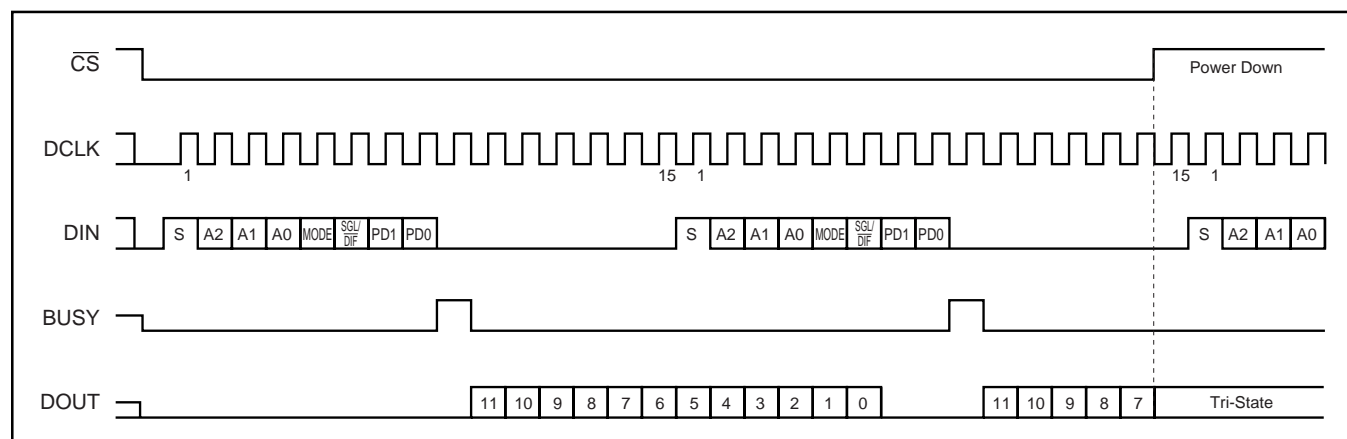 CS
Power Down
DCLK
1 15 1 15 1
DIN
S A2 A1 A0 MODE SGL/DIF PD1 PD0 S A2 A1 A0 MODE SGL/DIF PD1 PD0 S A2 A1 A0
BUSY
DOUT
11 10 9 8 7 6 5 4 3 2 1 0 11 10 9 8 7 Tri-State